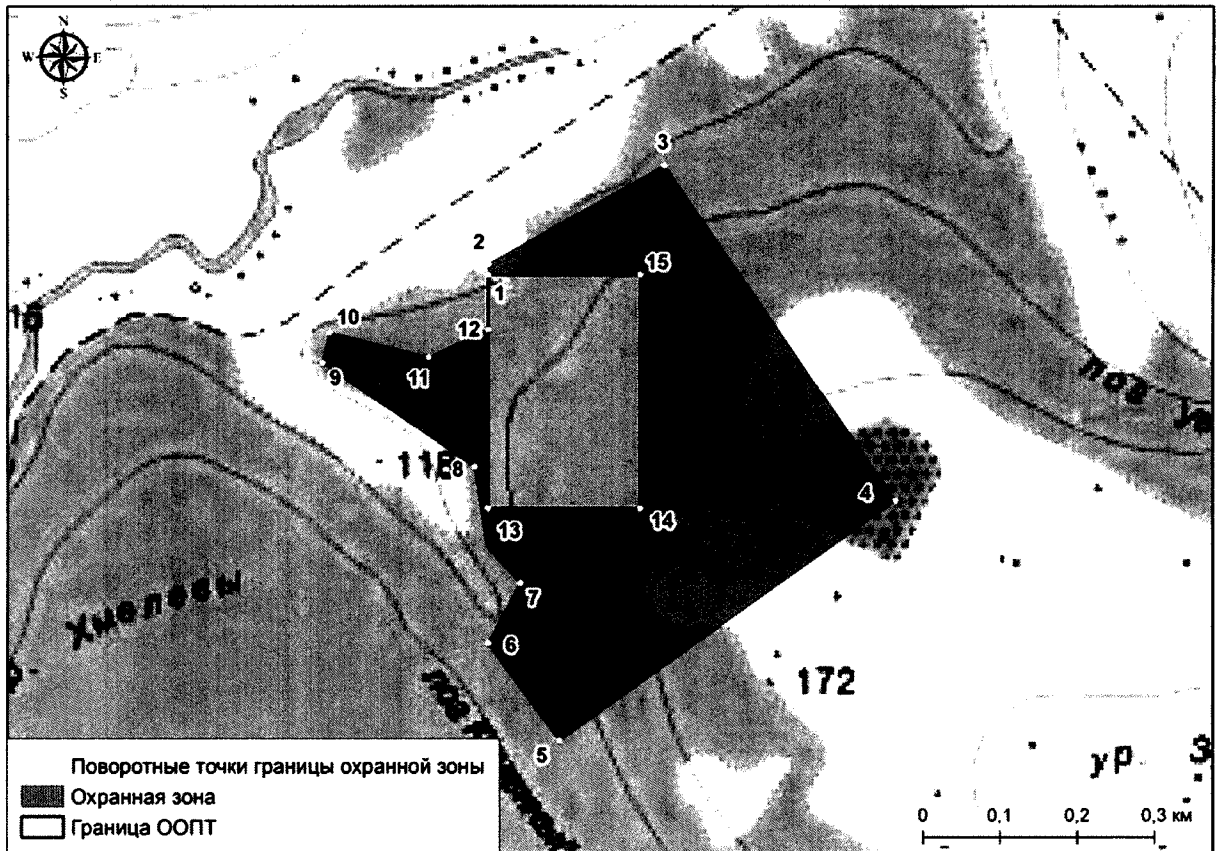 N
W E
S
3
2
15
1
10
12
11
9
8
4
13
14
7
6
Хмелевы
172
5
ур
Поворотные точки границы охранной зоны
Охранная зона
Граница ООПТ
0 0,1 0,2 0,3 км